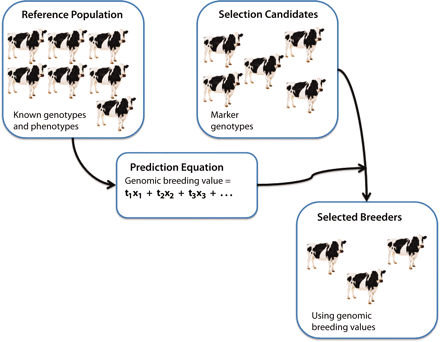 Reference Population
Known genotypes
and phenotypes
Selection Candidates
Marker
genotypes
Prediction Equation
Genomic breeding value =
t₁x₁ + t₂x₂ + t₃x₃ + . . .
Selected Breeders
Using genomic
breeding values